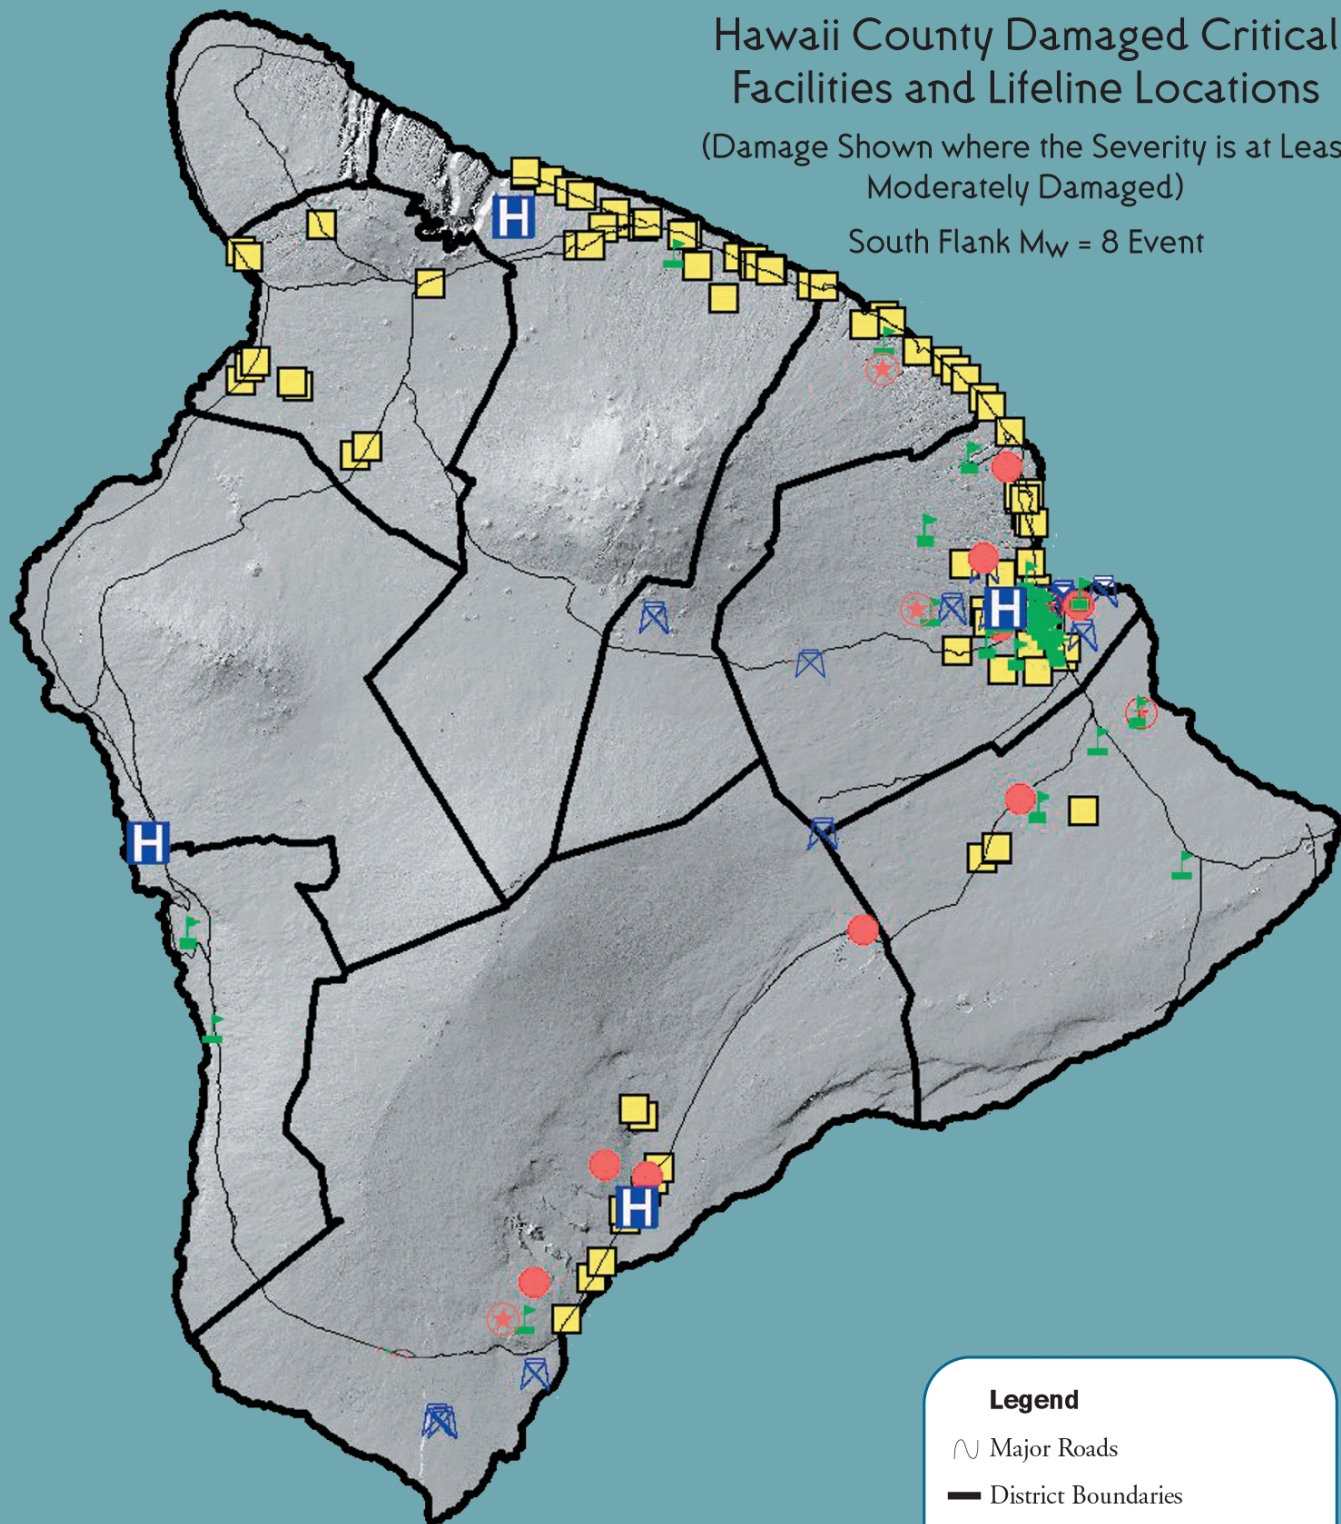 Hawaii County Damaged Critical
Facilities and Lifeline Locations
(Damage Shown where the Severity is at Leas
Moderately Damaged)
South Flank Mw = 8 Event
H
H
H
H
Legend
Major Roads
District Boundaries